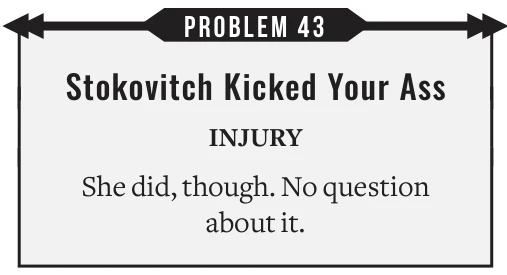 PROBLEM 43
Stokovitch Kicked Your Ass
INJURY
She did, though. No question
about it.